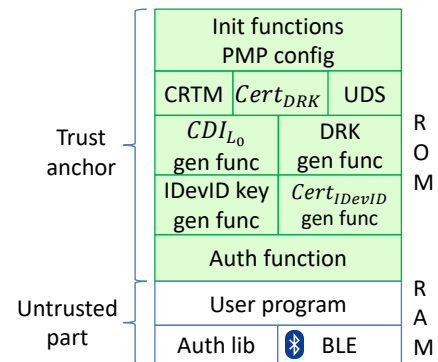 Init functions
PMP config
CRTM
Cert_DRK
UDS
CDI_L0
gen func
DRK
gen func
IDevID key
gen func
Cert_IDevID
gen func
Auth function
User program
Auth lib
BLE
Trust
anchor
Untrusted
part
R
O
M
R
A
M